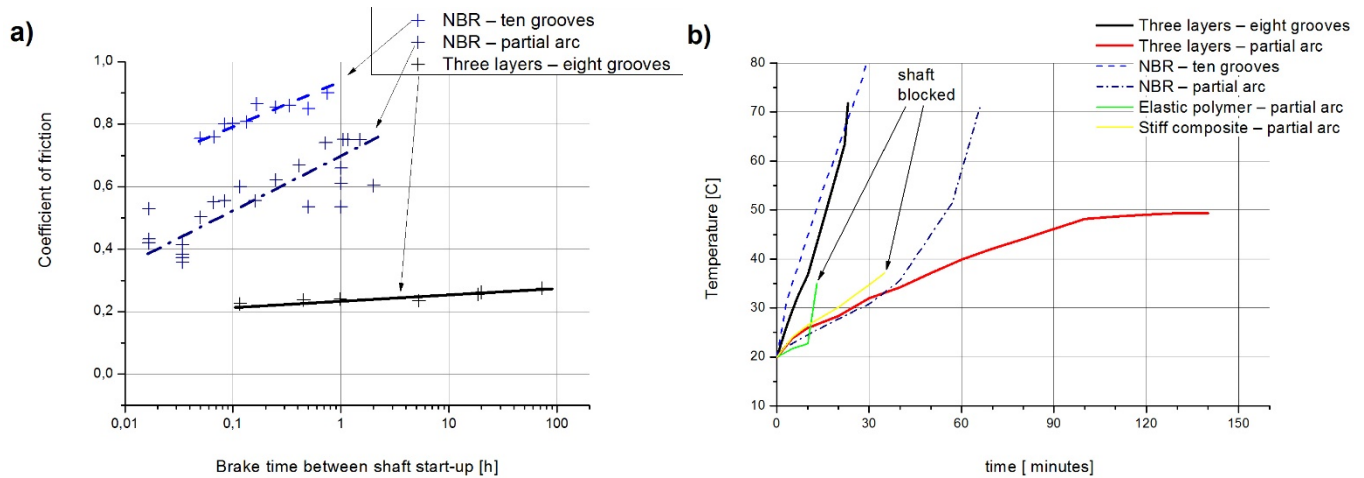 a)
NBR – ten grooves
NBR – partial arc
Three layers – eight grooves
1,0
0,8
0,6
0,4
0,2
0,0
Coefficient of friction
0,01
0,1
1
10
100
Brake time between shaft start-up [h]
b)
Three layers – eight grooves
Three layers – partial arc
NBR – ten grooves
NBR – partial arc
Elastic polymer – partial arc
Stiff composite – partial arc
shaft
blocked
80
70
60
50
40
30
20
10
Temperature [C]
0
30
60
90
120
150
time [ minutes]